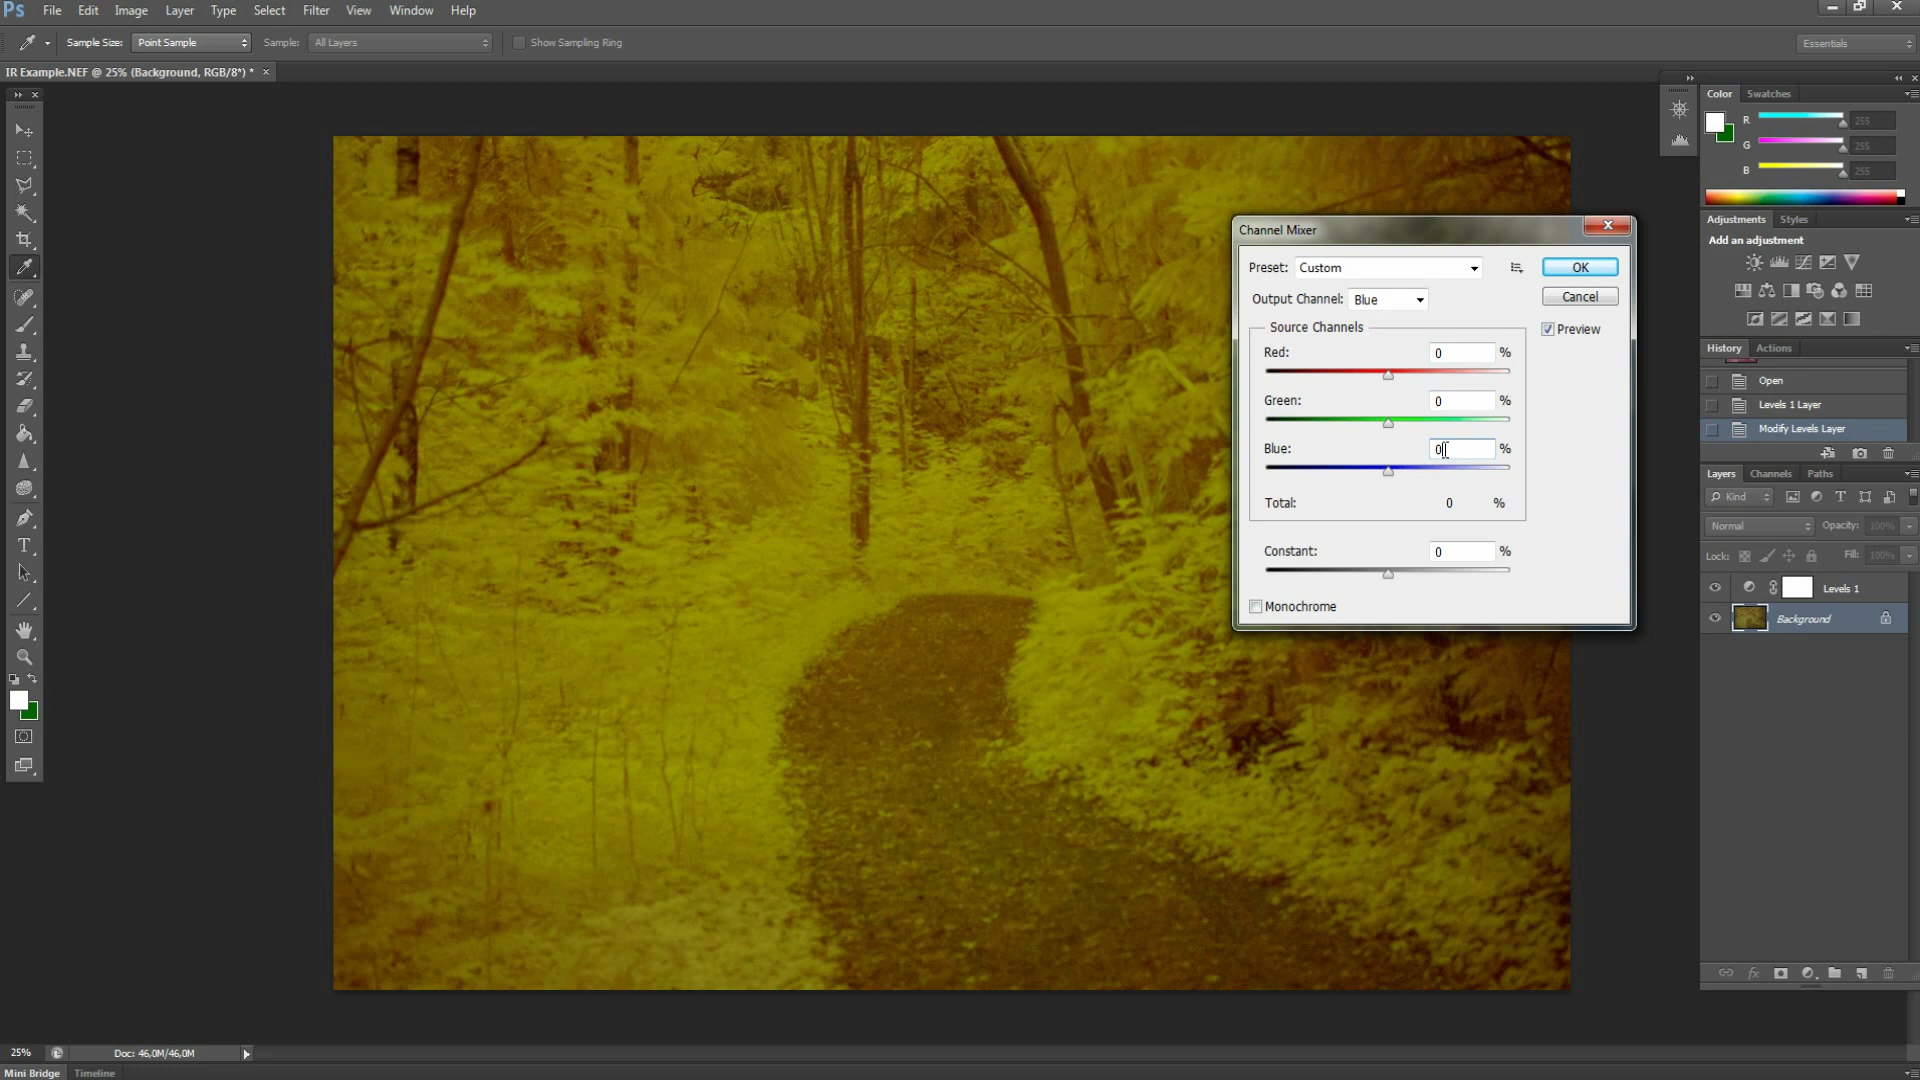 Ps File Edit Image Layer Type Select Filter View Window Help
Sample Size: Point Sample Sample: All Layers Show Sampling Ring Essentials
IR Example.NEF @ 25% (Background, RGB/8*) * ×
Color Swatches
R 255
G 255
B 255
Adjustments Styles
Add an adjustment
Channel Mixer
Preset: Custom OK
Output Channel: Blue Cancel
Source Channels Preview
Red: 0 %
Green: 0 %
Blue: 0 %
Total: 0 %
Constant: 0 %
Monochrome
History Actions
Open
Levels 1 Layer
Modify Levels Layer
Layers Channels Paths
Kind
Normal Opacity: 100%
Lock: Fill: 100%
Levels 1
Background
fx
25% Doc: 46,0M/46,0M
Mini Bridge Timeline